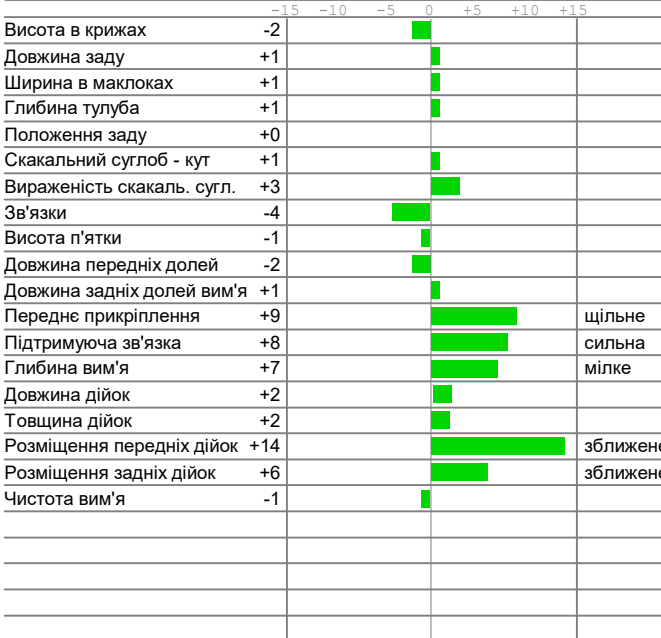 -15 -10 -5 0 +5 +10 +15
Висота в крижах -2
Довжина заду +1
Ширина в маклоках +1
Глибина тулуба +1
Положення заду +0
Скакальний суглоб - кут +1
Вираженість скакаль. сугл. +3
Зв'язки -4
Висота п'ятки -1
Довжина передніх долей -2
Довжина задніх долей вим'я +1
Переднє прикріплення +9 щільне
Підтримуюча зв'язка +8 сильна
Глибина вим'я +7 мілке
Довжина дійок +2
Товщина дійок +2
Розміщення передніх дійок +14 зближене
Розміщення задніх дійок +6 зближене
Чистота вим'я -1